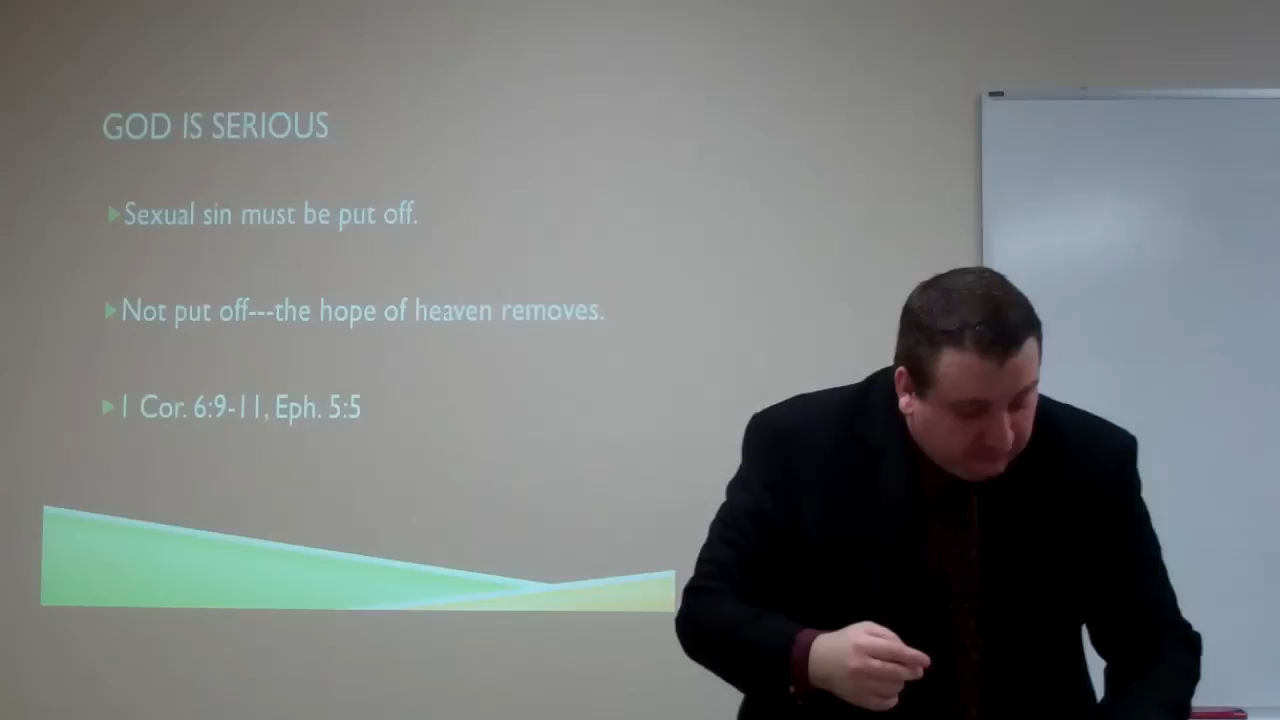 GOD IS SERIOUS
Sexual sin must be put off.
Not put off---the hope of heaven removes.
1 Cor. 6:9-11, Eph. 5:5